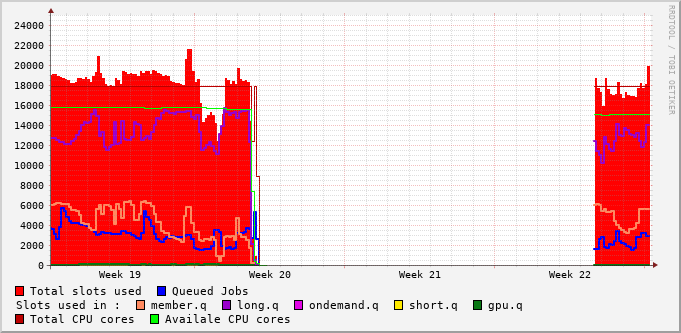 24000
22000
20000
18000
16000
14000
12000
10000
8000
6000
4000
2000
0
Week 19 Week 20 Week 21 Week 22
Total slots used Queued Jobs
Slots used in : member.q long.q ondemand.q short.q gpu.q
Total CPU cores Availale CPU cores
RRDTOOL / TOBI OETIKER